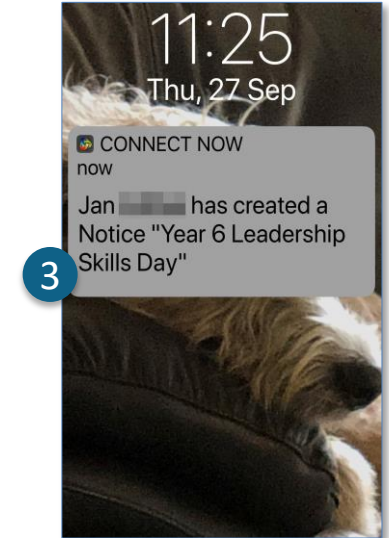 11:25
Thu, 27 Sep
CONNECT NOW
now
Jan has created a
Notice "Year 6 Leadership
Skills Day"
3